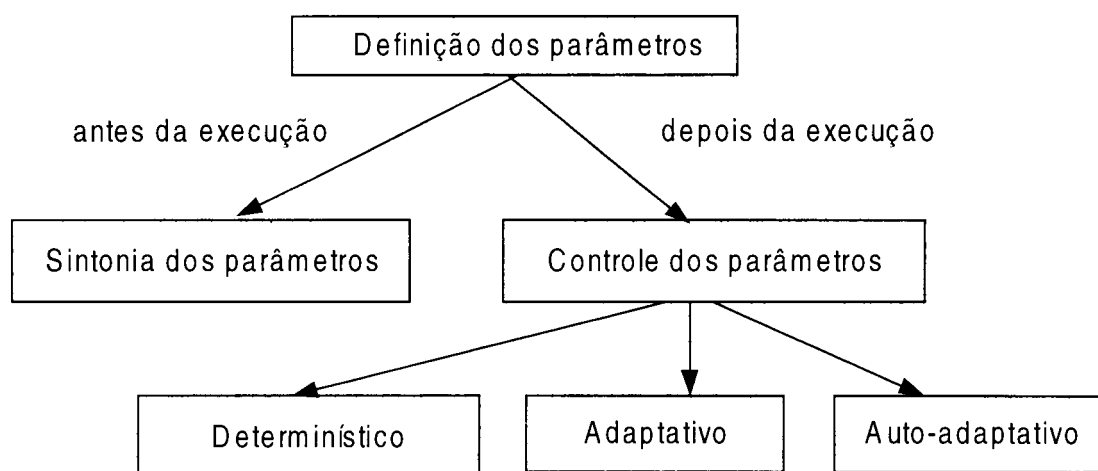 Definição dos parâmetros
antes da execução
depois da execução
Sintonia dos parâmetros
Controle dos parâmetros
Determinístico
Adaptativo
Auto-adaptativo